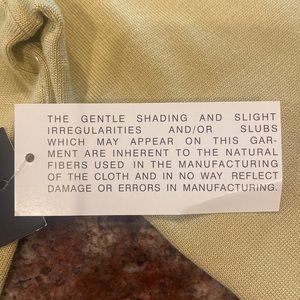 THE GENTLE SHADING AND SLIGHT
IRREGULARITIES AND/OR SLUBS
WHICH MAY APPEAR ON THIS GAR-
MENT ARE INHERENT TO THE NATURAL
FIBERS USED IN THE MANUFACTURING
OF THE CLOTH AND IN NO WAY REFLECT
DAMAGE OR ERRORS IN MANUFACTURING.